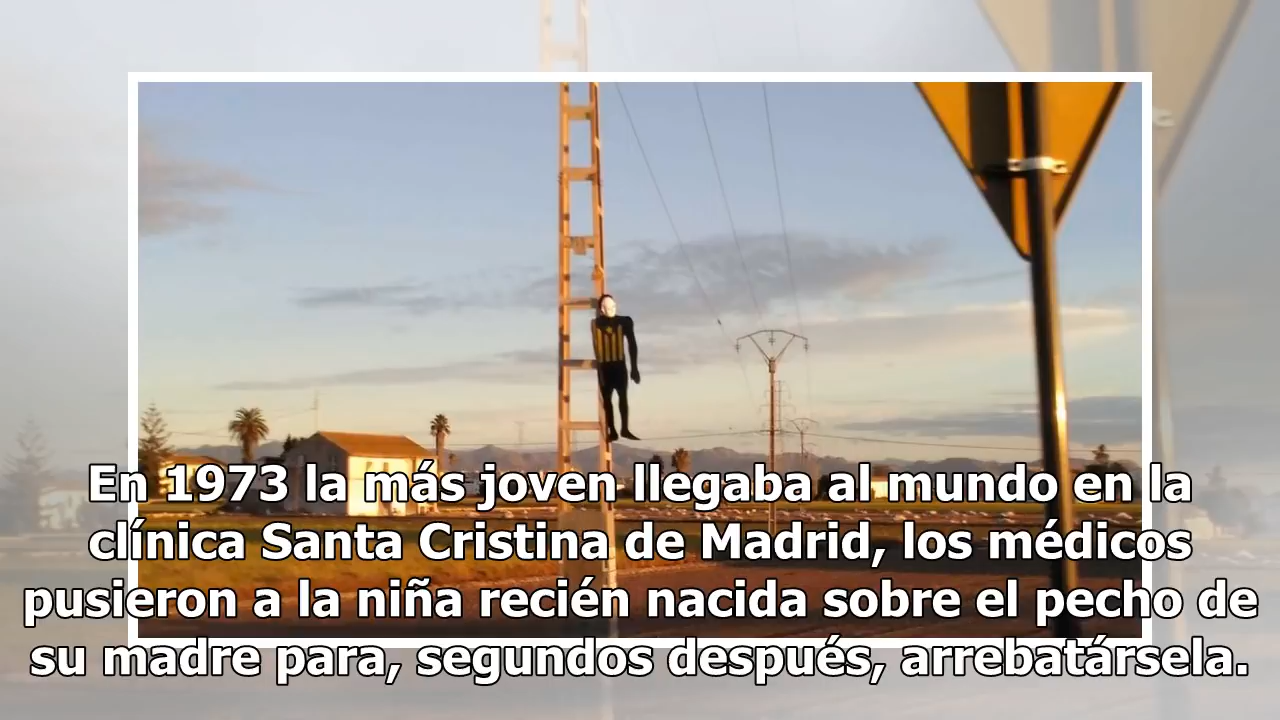 En 1973 la más joven llegaba al mundo en la
clínica Santa Cristina de Madrid, los médicos
pusieron a la niña recién nacida sobre el pecho de
su madre para, segundos después, arrebatársela.